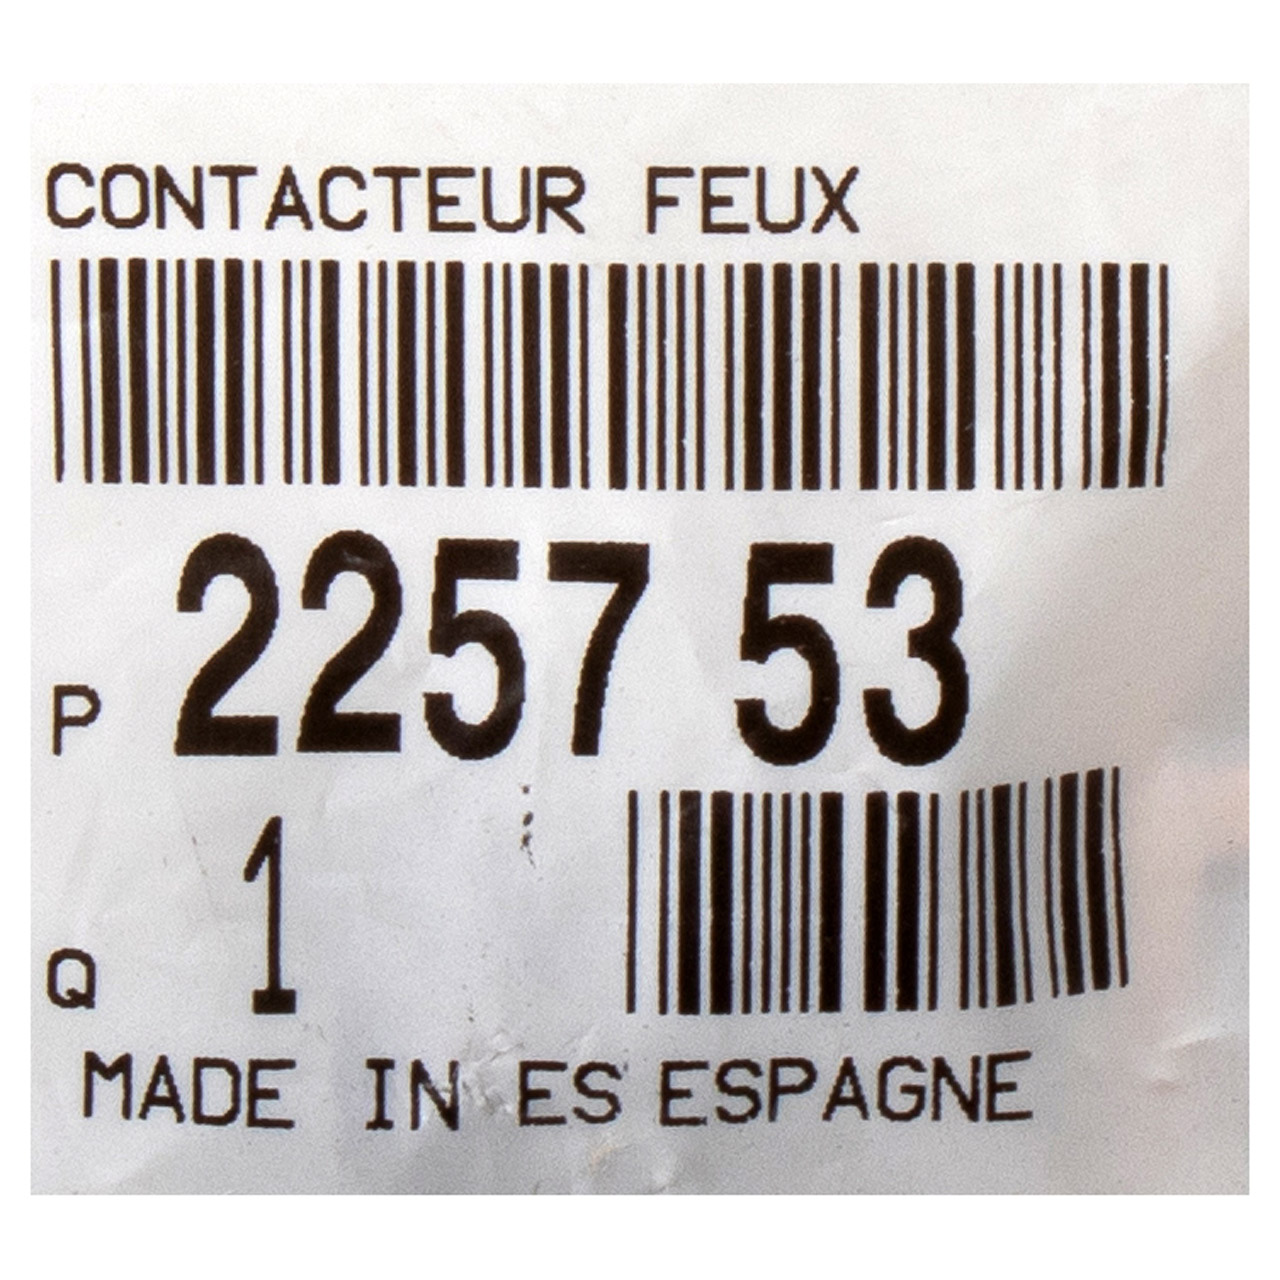 CONTACTEUR FEUX
P 2257 53
Q 1
MADE IN ES ESPAGNE